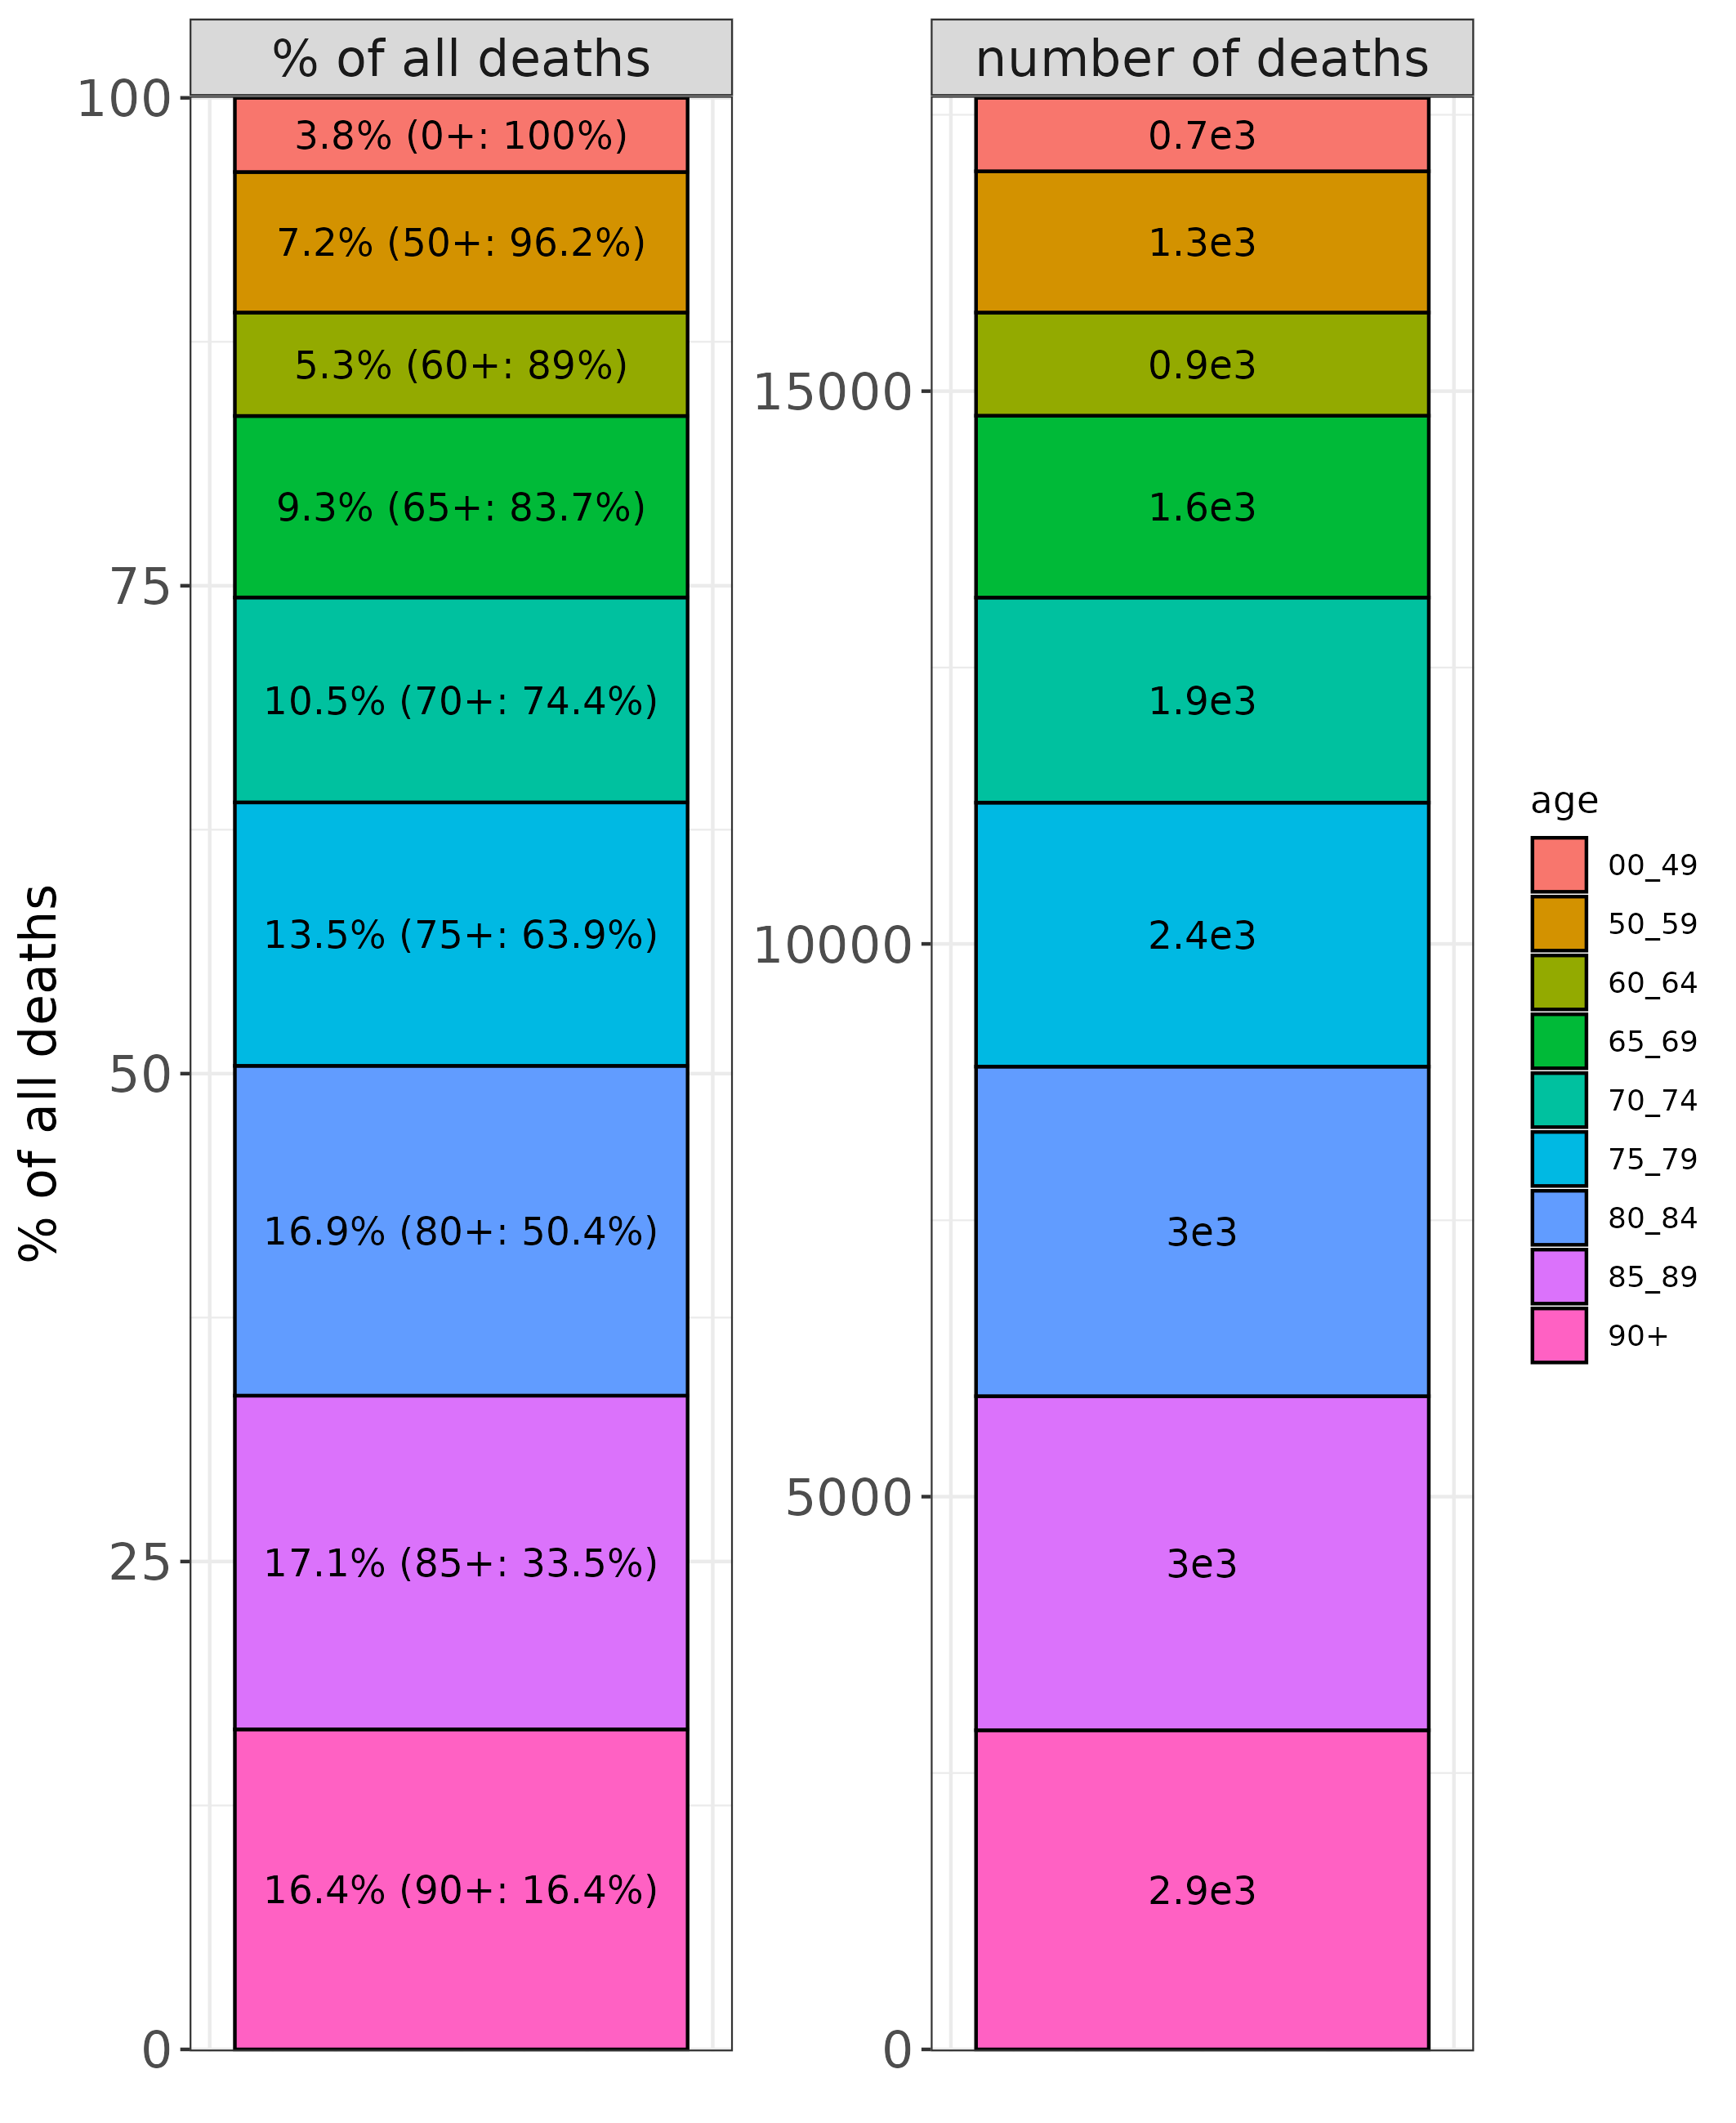 % of all deaths
100
75
50
25
0
% of all deaths
3.8% (0+: 100%)
7.2% (50+: 96.2%)
5.3% (60+: 89%)
9.3% (65+: 83.7%)
10.5% (70+: 74.4%)
13.5% (75+: 63.9%)
16.9% (80+: 50.4%)
17.1% (85+: 33.5%)
16.4% (90+: 16.4%)
number of deaths
15000
10000
5000
0
0.7e3
1.3e3
0.9e3
1.6e3
1.9e3
2.4e3
3e3
3e3
2.9e3
age
00_49
50_59
60_64
65_69
70_74
75_79
80_84
85_89
90+